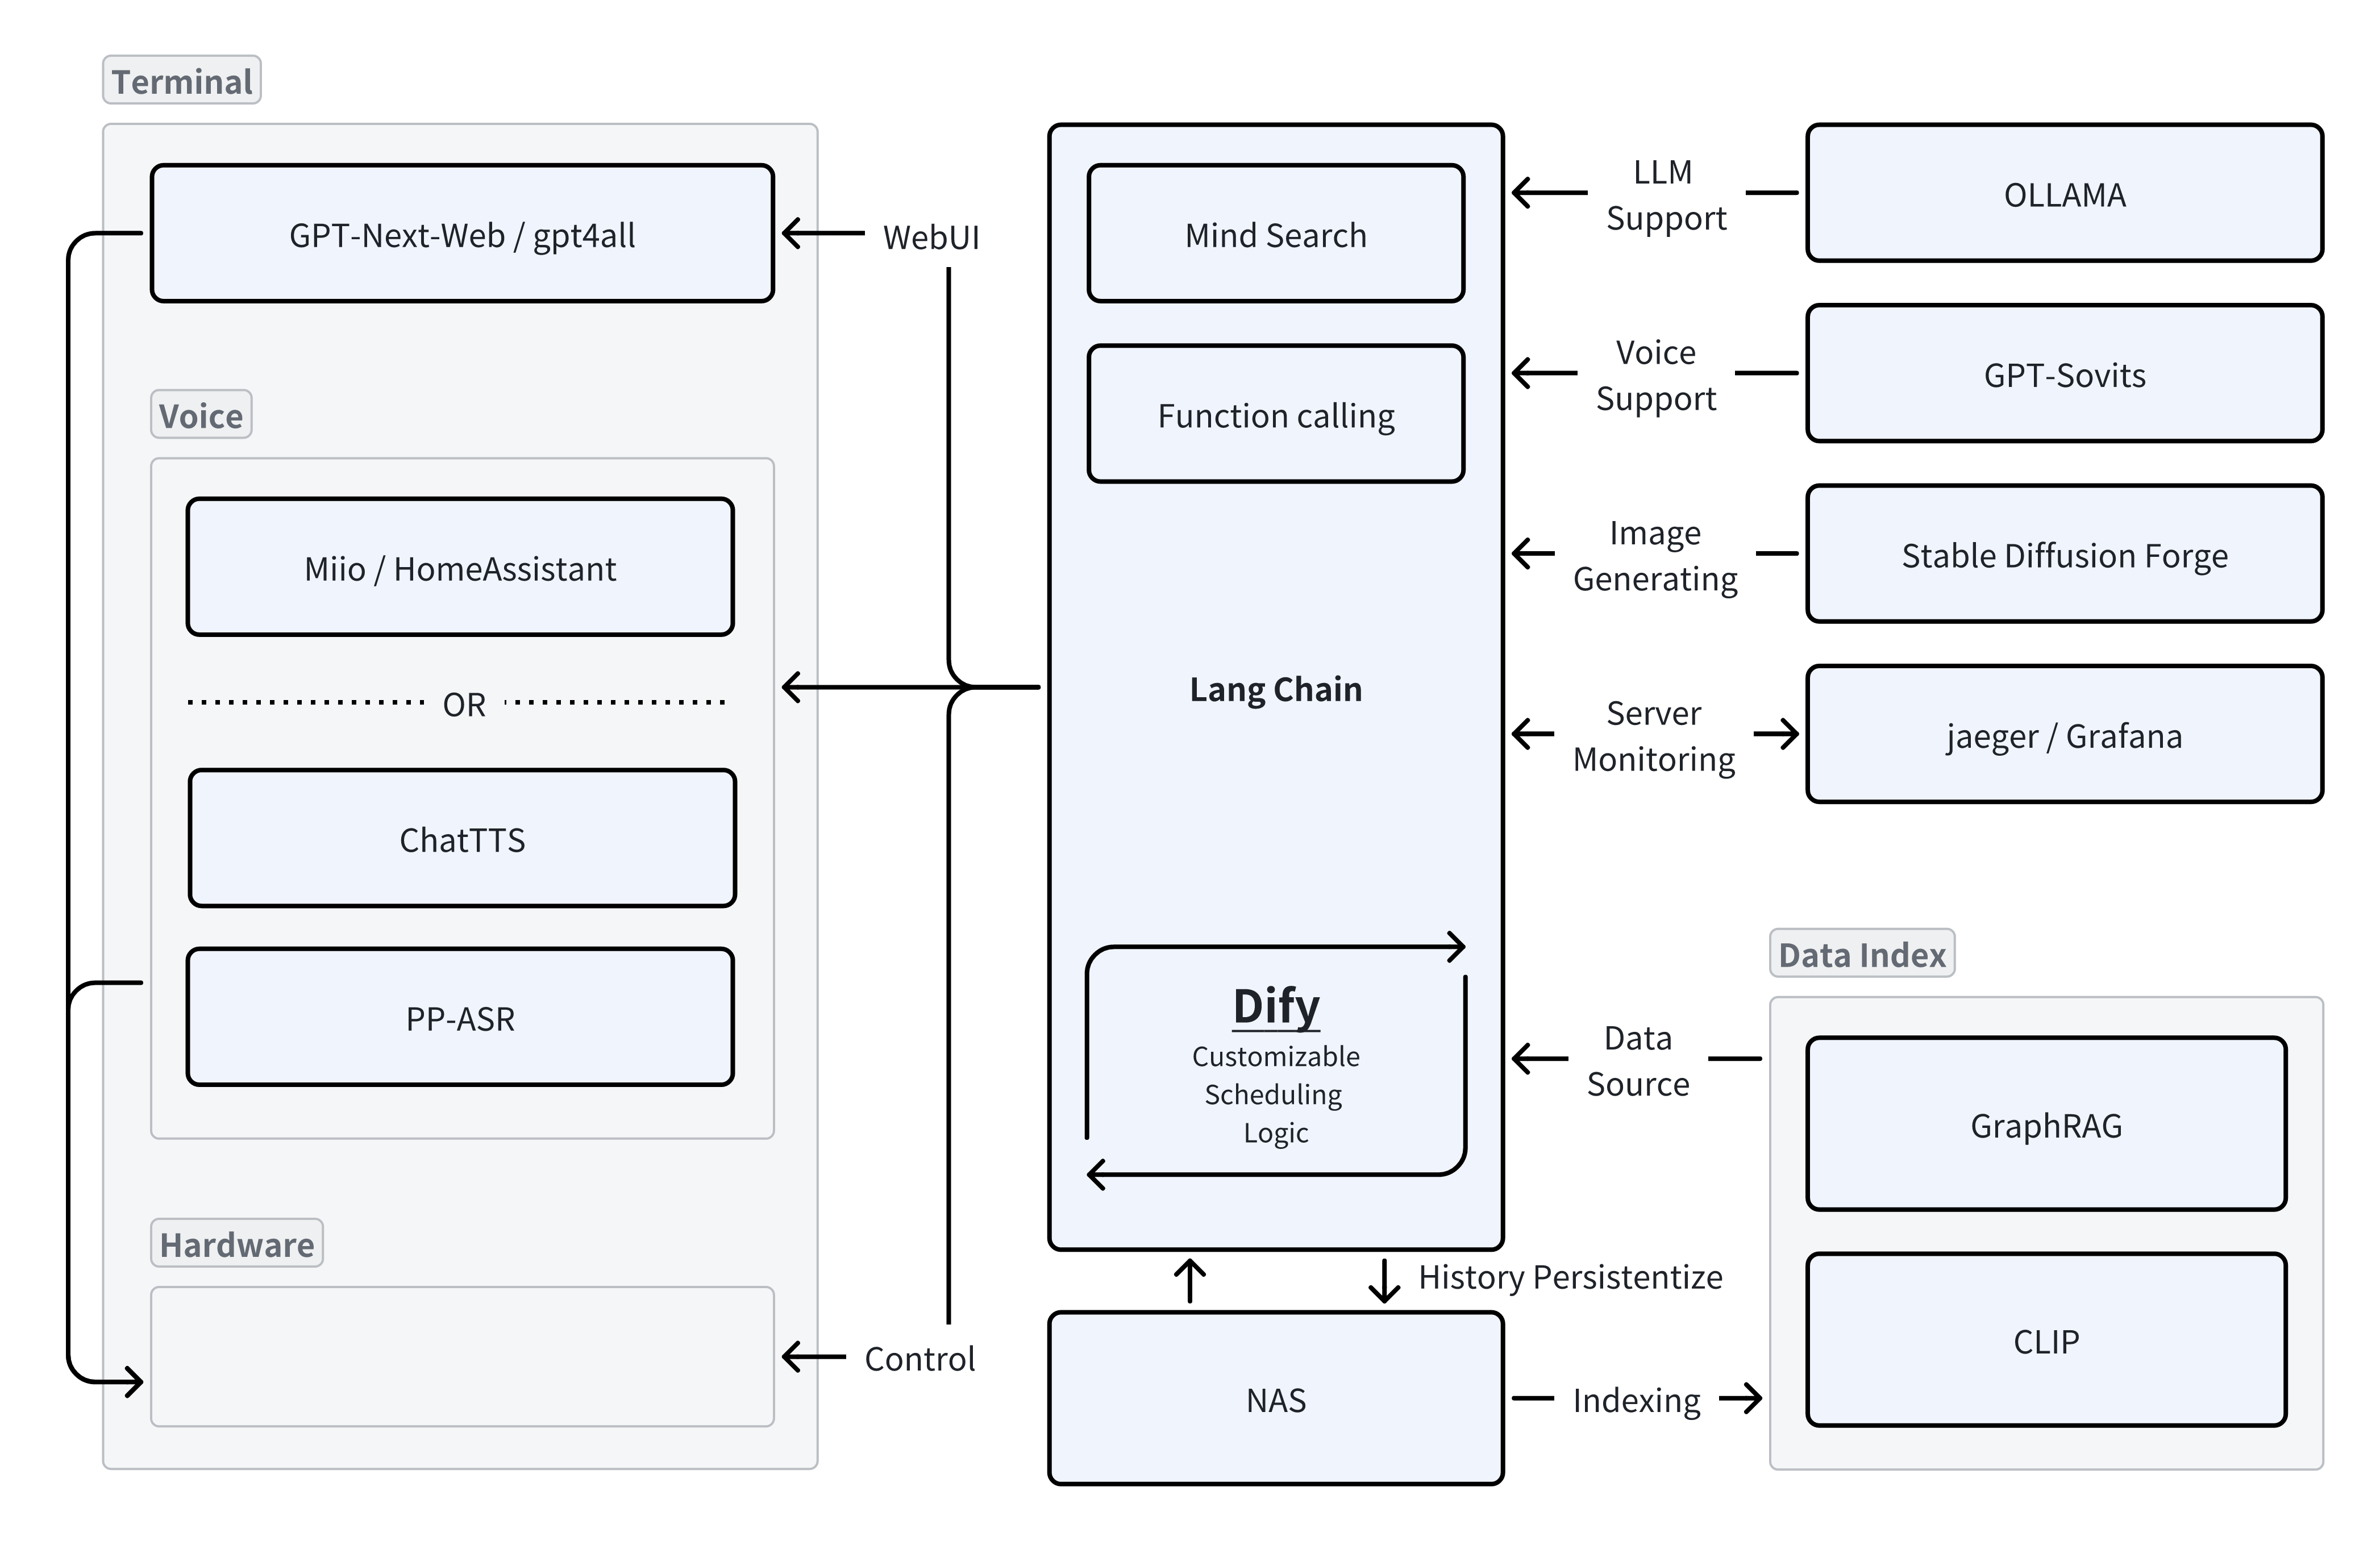 Terminal
GPT-Next-Web / gpt4all
Voice
Miio / HomeAssistant
OR
ChatTTS
PP-ASR
Hardware
WebUI
Control
Mind Search
Function calling
Lang Chain
Dify
Customizable
Scheduling
Logic
History Persistentize
NAS
LLM
Support
OLLAMA
Voice
Support
GPT-Sovits
Image
Generating
Stable Diffusion Forge
Server
Monitoring
jaeger / Grafana
Data Index
Data
Source
GraphRAG
CLIP
Indexing